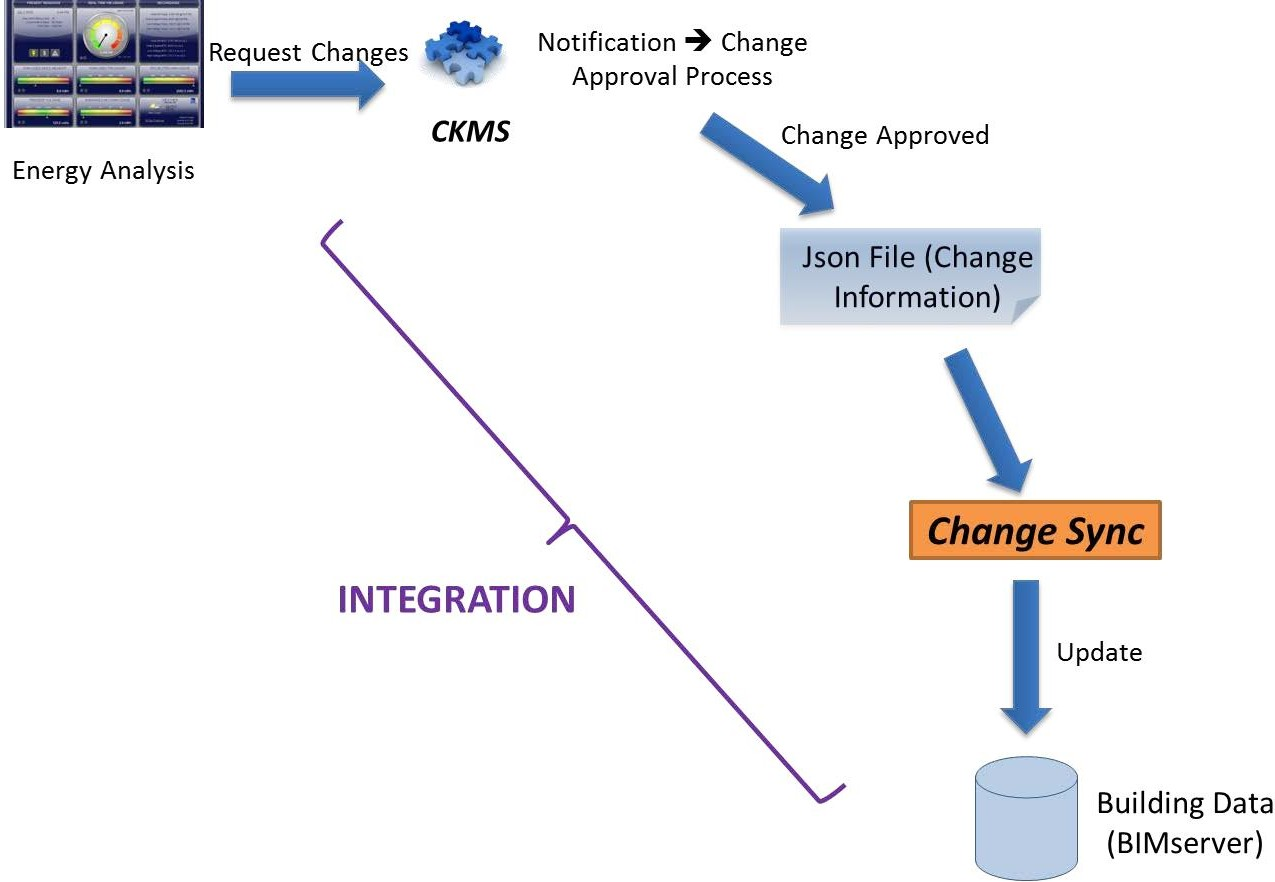 Request Changes
Notification ➔ Change
Approval Process
CKMS
Energy Analysis
Change Approved
Json File (Change
Information)
Change Sync
INTEGRATION
Update
Building Data
(BIMserver)